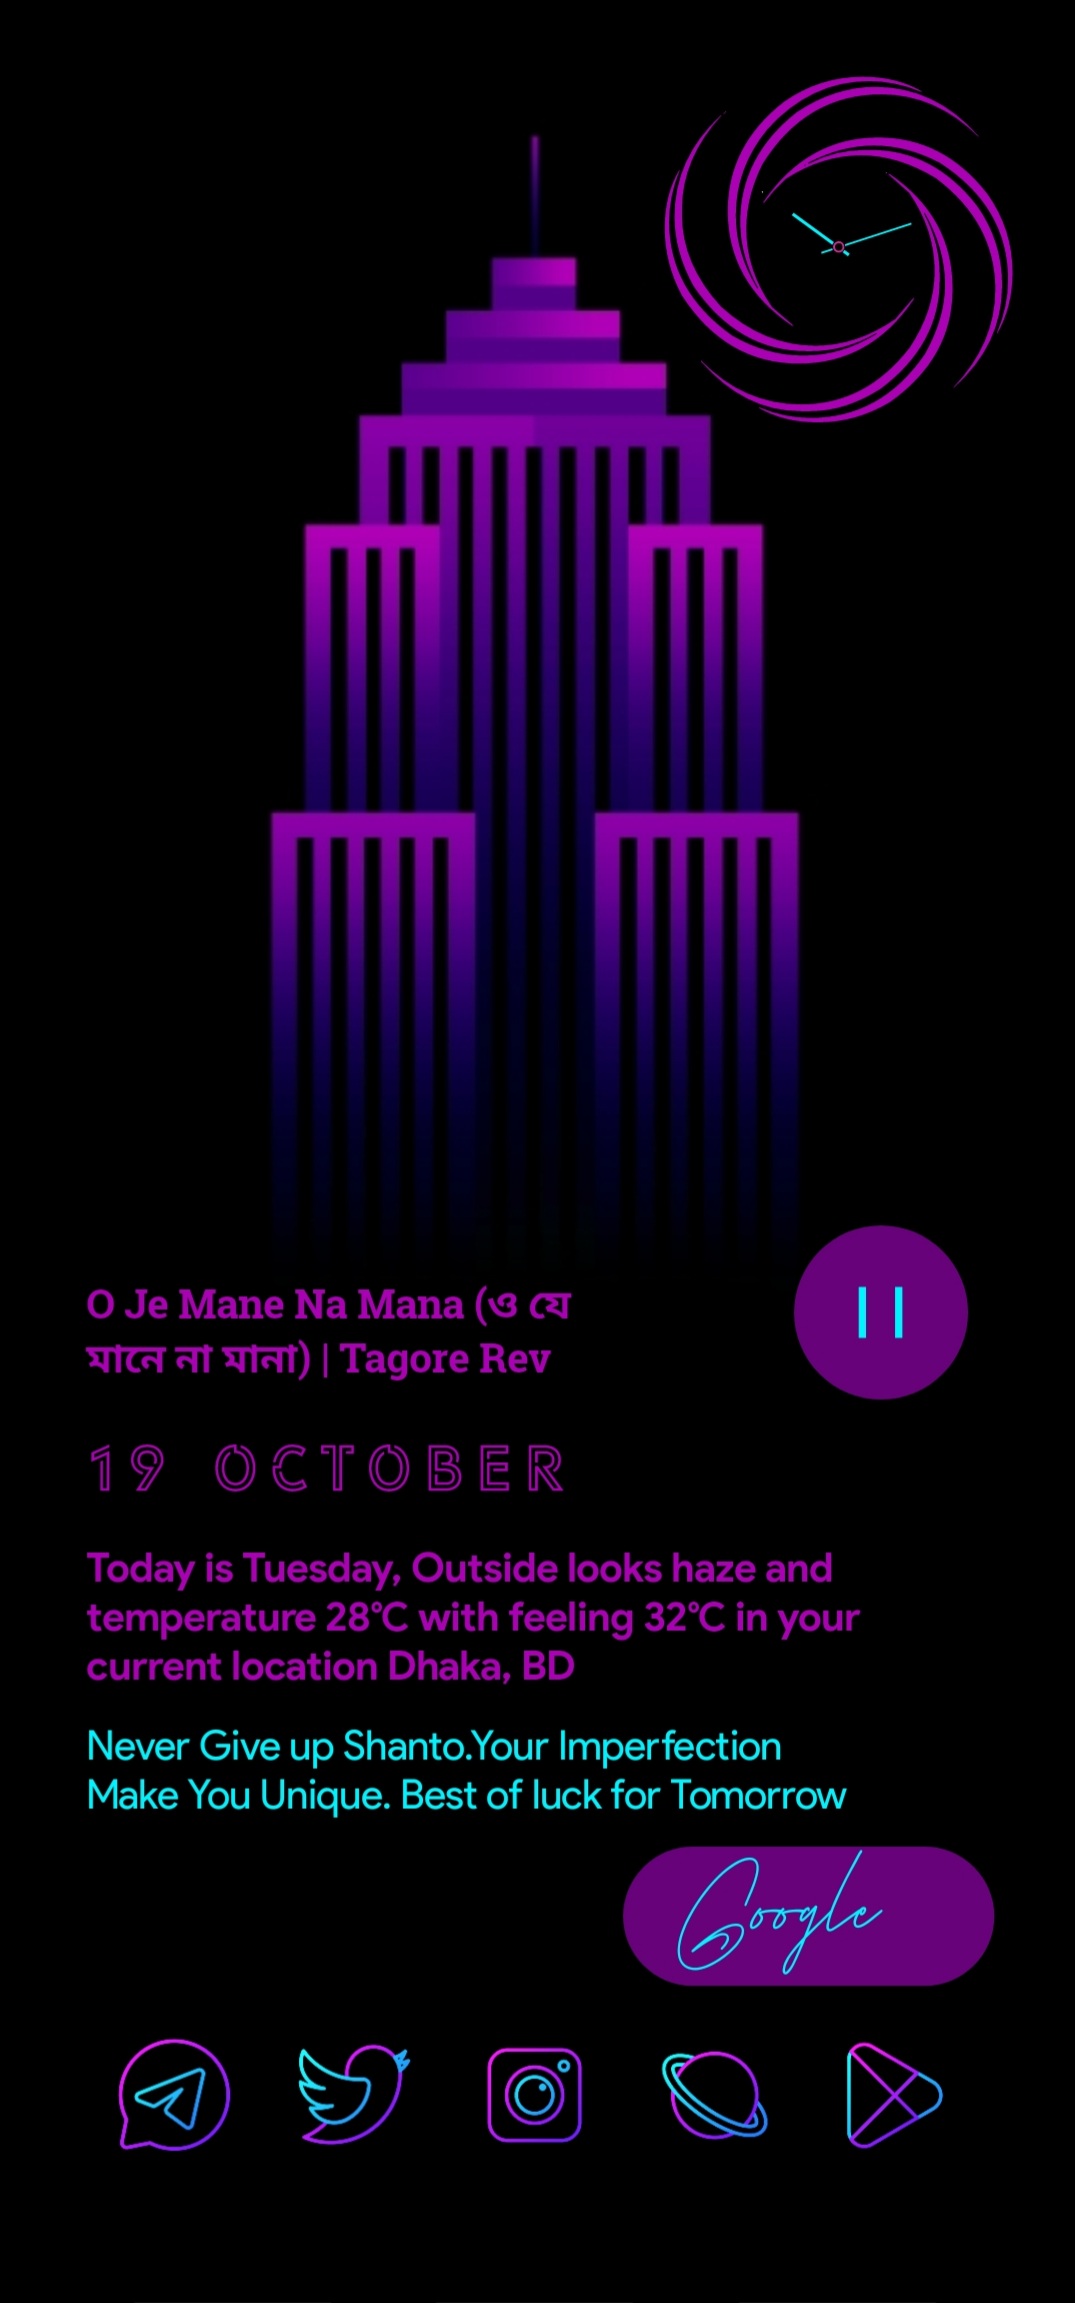 O Je Mane Na Mana (ও যে
মানে না মানা) | Tagore Rev
19 OCTOBER
Today is Tuesday, Outside looks haze and
temperature 28°C with feeling 32°C in your
current location Dhaka, BD
Never Give up Shanto.Your Imperfection
Make You Unique. Best of luck for Tomorrow
Google